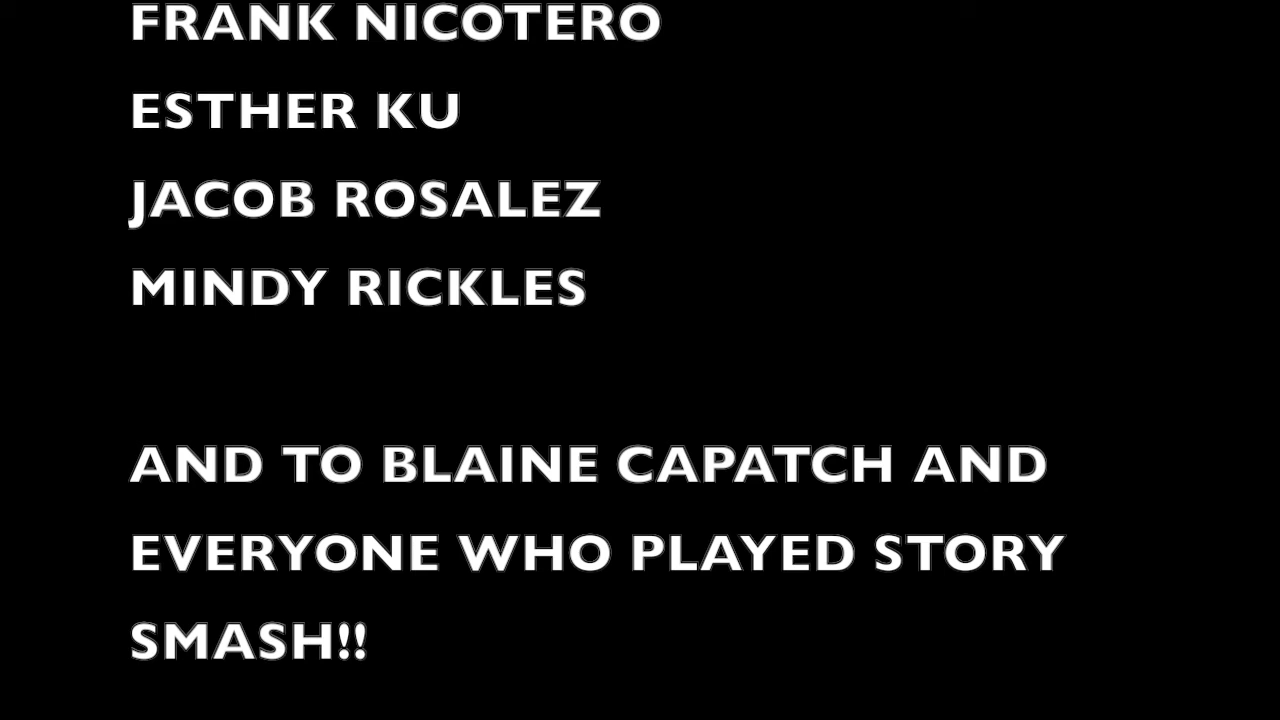 FRANK NICOTERO
ESTHER KU
JACOB ROSALEZ
MINDY RICKLES
AND TO BLAINE CAPATCH AND
EVERYONE WHO PLAYED STORY
SMASH!!